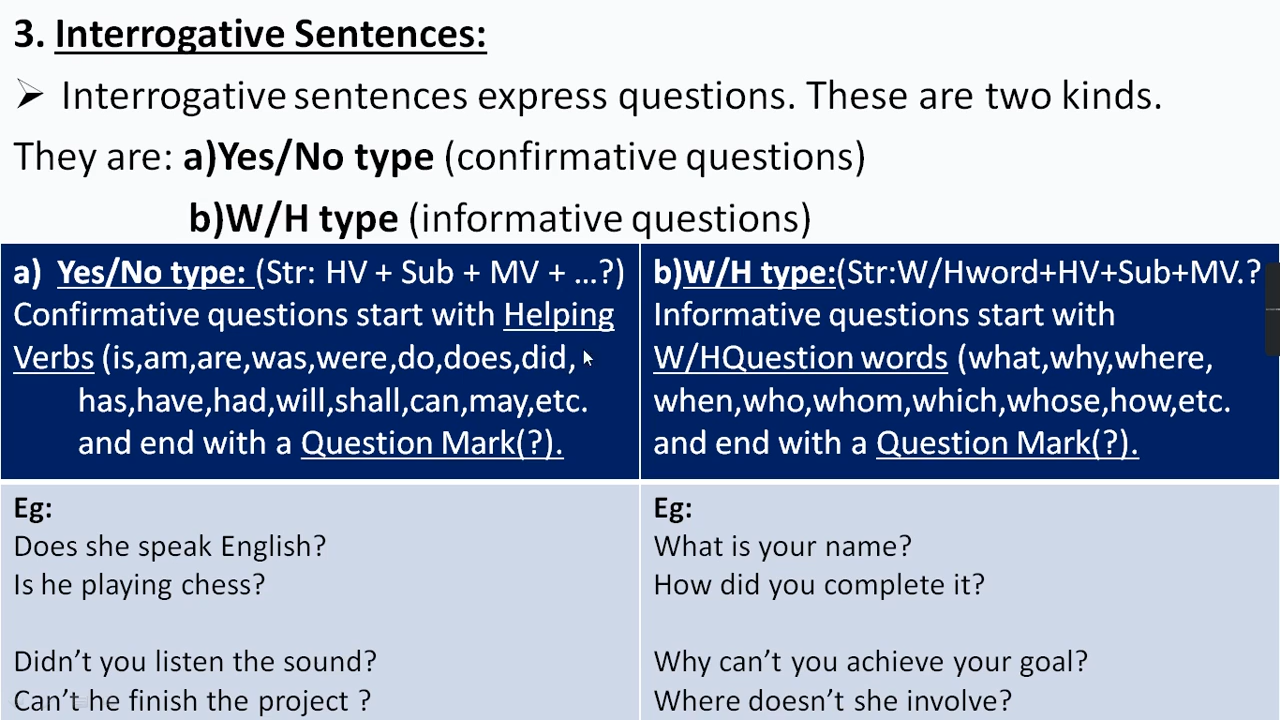 3. Interrogative Sentences:
➢ Interrogative sentences express questions. These are two kinds.
They are: a)Yes/No type (confirmative questions)
b)W/H type (informative questions)
a) Yes/No type: (Str: HV + Sub + MV + ...?)
Confirmative questions start with Helping
Verbs (is,am,are,was,were,do,does,did,
has,have,had,will,shall,can,may,etc.
and end with a Question Mark(?).
b)W/H type:(Str:W/Hword+HV+Sub+MV.?
Informative questions start with
W/HQuestion words (what,why,where,
when,who,whom,which,whose,how,etc.
and end with a Question Mark(?).
Eg:
Does she speak English?
Is he playing chess?
Didn't you listen the sound?
Can't he finish the project ?
Eg:
What is your name?
How did you complete it?
Why can't you achieve your goal?
Where doesn't she involve?